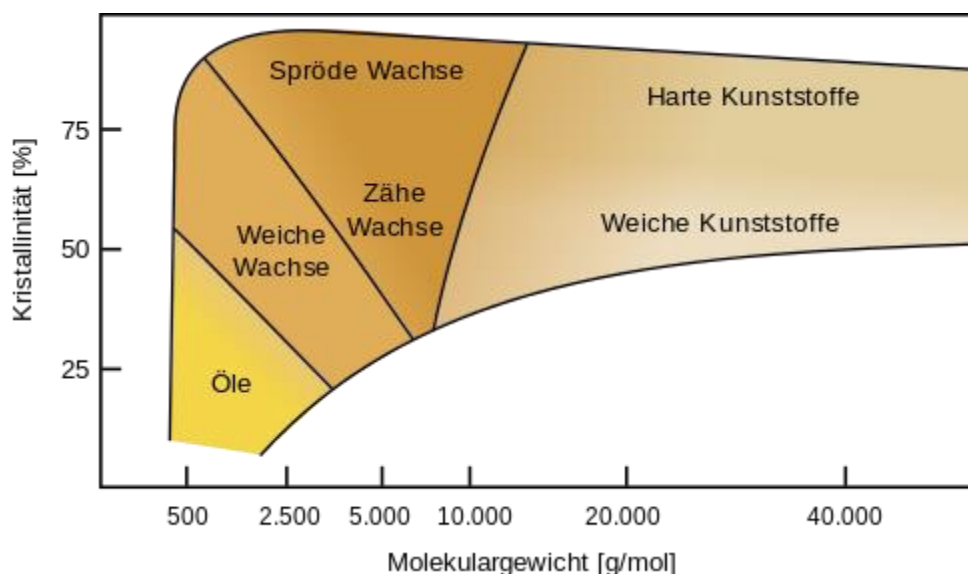 Spröde Wachse
Harte Kunststoffe
75
Zähe
Wachse
Weiche Kunststoffe
Weiche
Wachse
50
Kristallinität [%]
25
Öle
500
2.500
5.000
10.000
20.000
40.000
Molekulargewicht [g/mol]